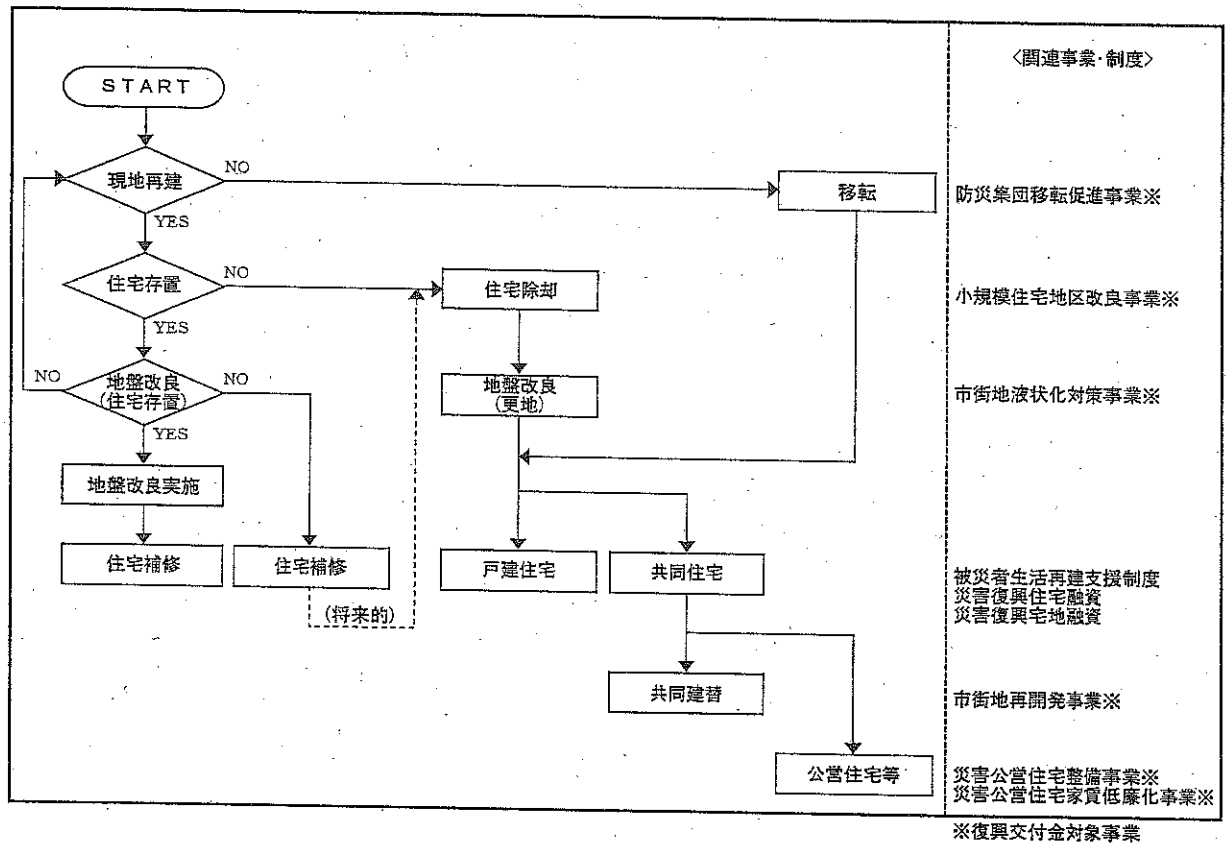 <関連事業・制度>
START
現地再建
NO
YES
移転
防災集団移転促進事業※
住宅存置
NO
YES
住宅除却
小規模住宅地区改良事業※
NO
地盤改良
(住宅存置)
NO
YES
地盤改良
(更地)
市街地液状化対策事業※
地盤改良実施
住宅補修
住宅補修
(将来的)
戸建住宅
共同住宅
被災者生活再建支援制度
災害復興住宅融資
災害復興宅地融資
共同建替
市街地再開発事業※
公営住宅等
災害公営住宅整備事業※
災害公営住宅家賃低廉化事業※
※復興交付金対象事業